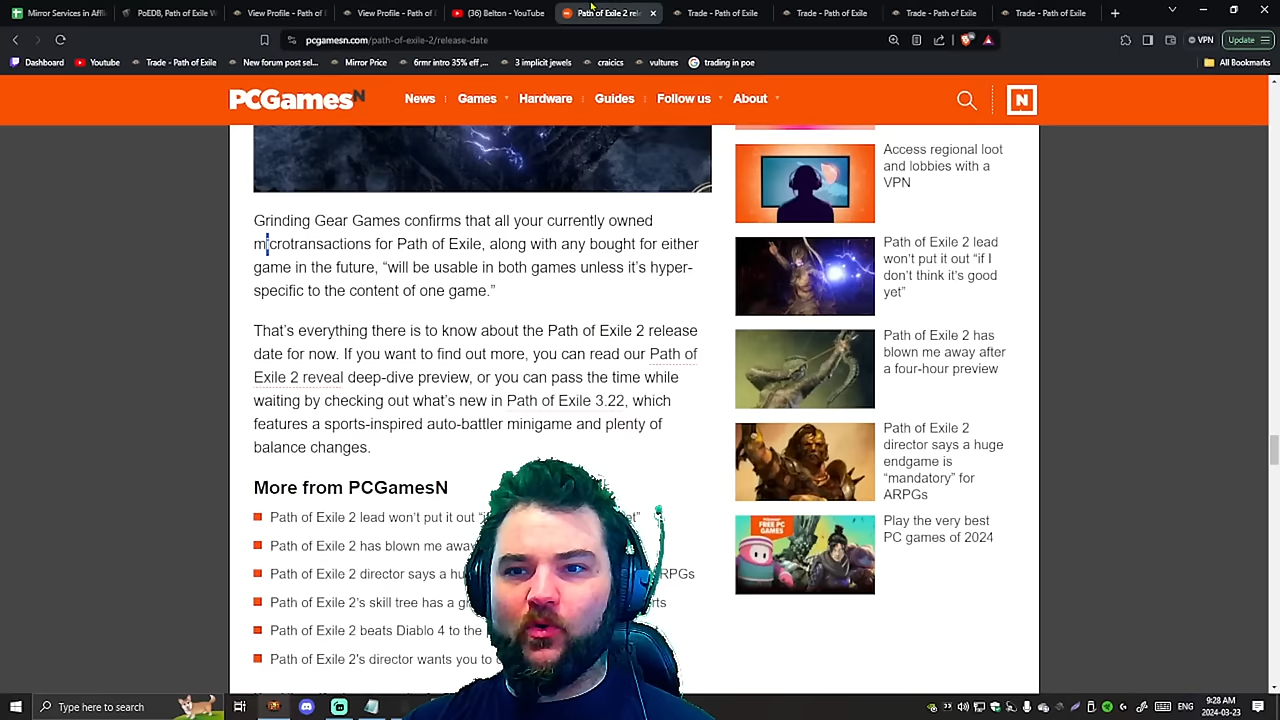 Mirror Services in Affli
PoEDB, Path of Exile W
View Profile - Path of E
View Profile - Path of E
(36) Belton - YouTube
Path of Exile 2 rele
Trade - Path of Exile
Trade - Path of Exile
Trade - Path of Exile
Trade - Path of Exile
pcgamesn.com/path-of-exile-2/release-date
VPN
Update
Dashboard
Youtube
Trade - Path of Exile
New forum post sel...
Mirror Price
6rmr intro 35% eff ,...
3 implicit jewels
craicics
vultures
trading in poe
All Bookmarks
PCGamesN
News
Games
Hardware
Guides
Follow us
About
N
Grinding Gear Games confirms that all your currently owned
microtransactions for Path of Exile, along with any bought for either
game in the future, “will be usable in both games unless it’s hyper-
specific to the content of one game.”
That’s everything there is to know about the Path of Exile 2 release
date for now. If you want to find out more, you can read our Path of
Exile 2 reveal deep-dive preview, or you can pass the time while
waiting by checking out what’s new in Path of Exile 3.22, which
features a sports-inspired auto-battler minigame and plenty of
balance changes.
More from PCGamesN
Path of Exile 2 lead won’t put it out “i
et”
Path of Exile 2 has blown me away
Path of Exile 2 director says a hu
RPGs
Path of Exile 2’s skill tree has a g
rts
Path of Exile 2 beats Diablo 4 to the
Path of Exile 2’s director wants you to
Access regional loot
and lobbies with a
VPN
Path of Exile 2 lead
won’t put it out “if I
don’t think it’s good
yet”
Path of Exile 2 has
blown me away after
a four-hour preview
Path of Exile 2
director says a huge
endgame is
“mandatory” for
ARPGs
FREE PC GAMES
Play the very best
PC games of 2024
Type here to search
ENG
9:28 AM
2024-03-23